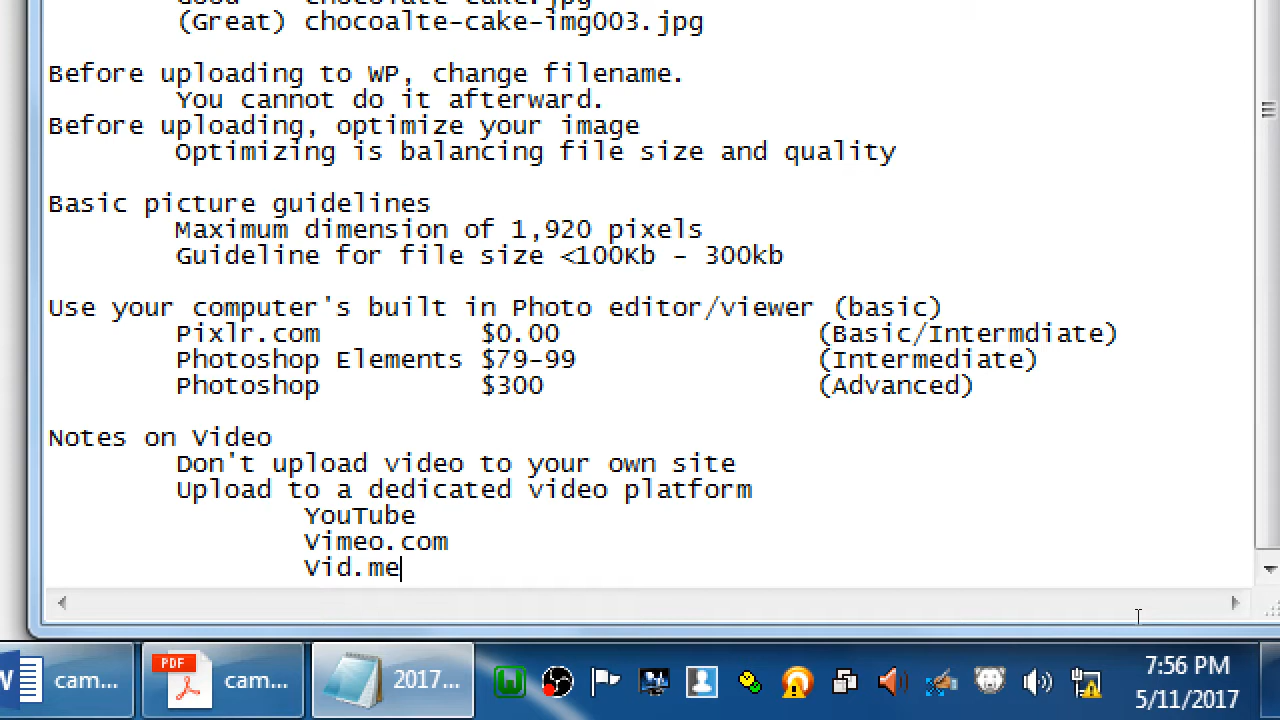 (Great) chocoalte-cake-img003.jpg
Before uploading to WP, change filename.
You cannot do it afterward.
Before uploading, optimize your image
Optimizing is balancing file size and quality
Basic picture guidelines
Maximum dimension of 1,920 pixels
Guideline for file size <100Kb - 300kb
Use your computer's built in Photo editor/viewer (basic)
Pixlr.com $0.00 (Basic/Intermdiate)
Photoshop Elements $79-99 (Intermediate)
Photoshop $300 (Advanced)
Notes on Video
Don't upload video to your own site
Upload to a dedicated video platform
YouTube
Vimeo.com
Vid.me
W cam... PDF cam... 2017... 7:56 PM
5/11/2017